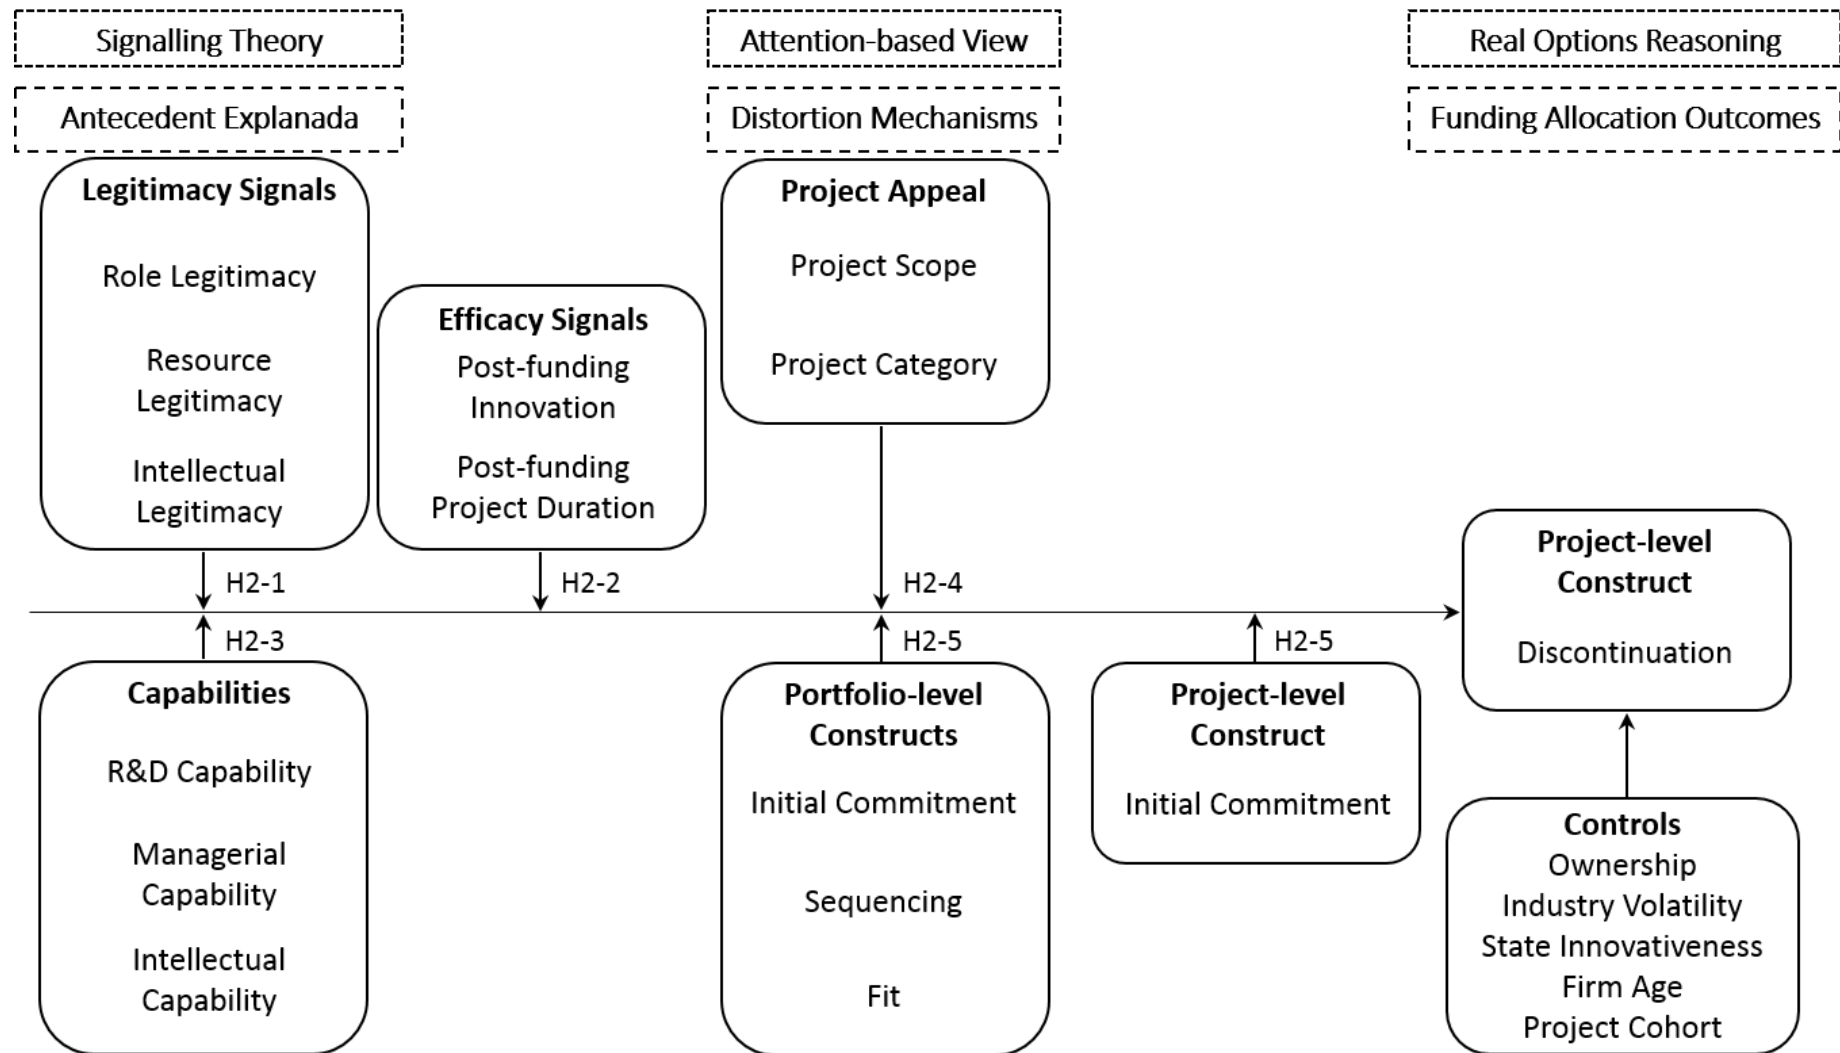 Signalling Theory
Attention-based View
Real Options Reasoning
Antecedent Explanada
Distortion Mechanisms
Funding Allocation Outcomes
Legitimacy Signals
Role Legitimacy
Resource
Legitimacy
Intellectual
Legitimacy
Efficacy Signals
Post-funding
Innovation
Post-funding
Project Duration
Project Appeal
Project Scope
Project Category
H2-1
H2-2
H2-4
H2-3
H2-5
H2-5
Project-level
Construct
Discontinuation
Capabilities
R&D Capability
Managerial
Capability
Intellectual
Capability
Portfolio-level
Constructs
Initial Commitment
Sequencing
Fit
Project-level
Construct
Initial Commitment
Controls
Ownership
Industry Volatility
State Innovativeness
Firm Age
Project Cohort